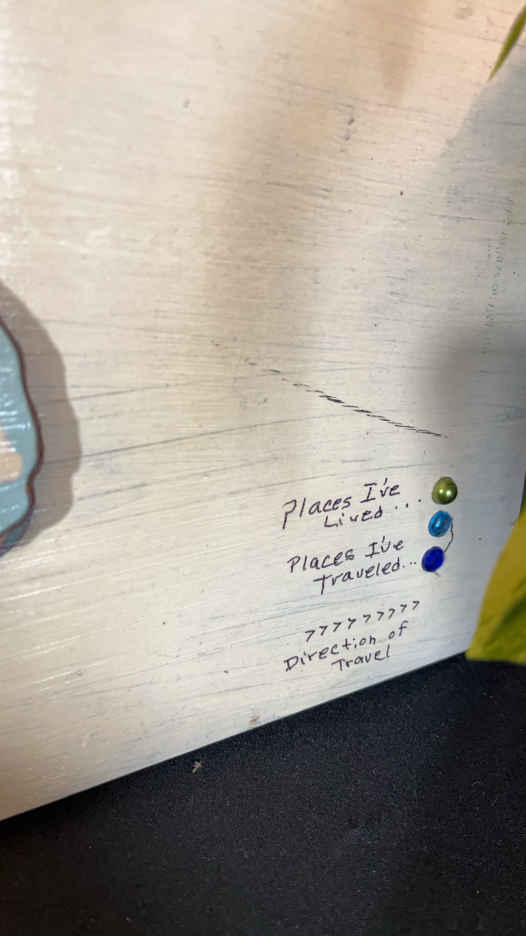 Places I've
Lived...
Places I've
Traveled...
>>>>>>>>>
Direction of
Travel